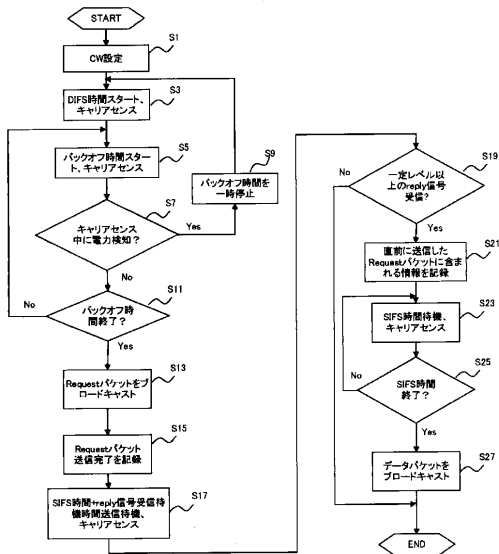 START
S1
CW設定
S3
DIFS時間スタート、
キャリアセンス
S5
バックオフ時間スター
ト、キャリアセンス
S9
バックオフ時間を
一時停止
S7
キャリアセンス
中に電力検知？
Yes
No
S11
バックオフ時
間終了？
No
Yes
S13
Requestパケットをブ
ロードキャスト
S15
Requestパケット
送信完了を記録
S17
SIFS時間+reply信号受信待
機時間送信待機、
キャリアセンス
S19
一定レベル以
上のreply信号
受信？
No
Yes
S21
直前に送信した
Requestパケットに含ま
れる情報を記録
S23
SIFS時間待機、
キャリアセンス
S25
SIFS時間
終了？
No
Yes
S27
データパケットを
ブロードキャスト
END